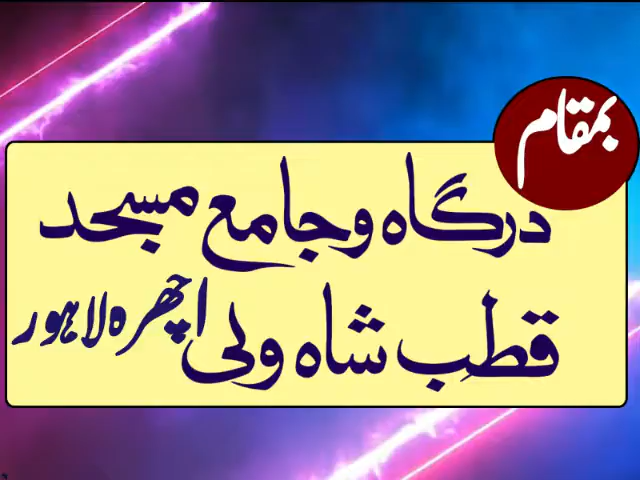 بمقام
درگاہ و جامع مسجد
قطب شاہ ولی اچھرہ لاہور